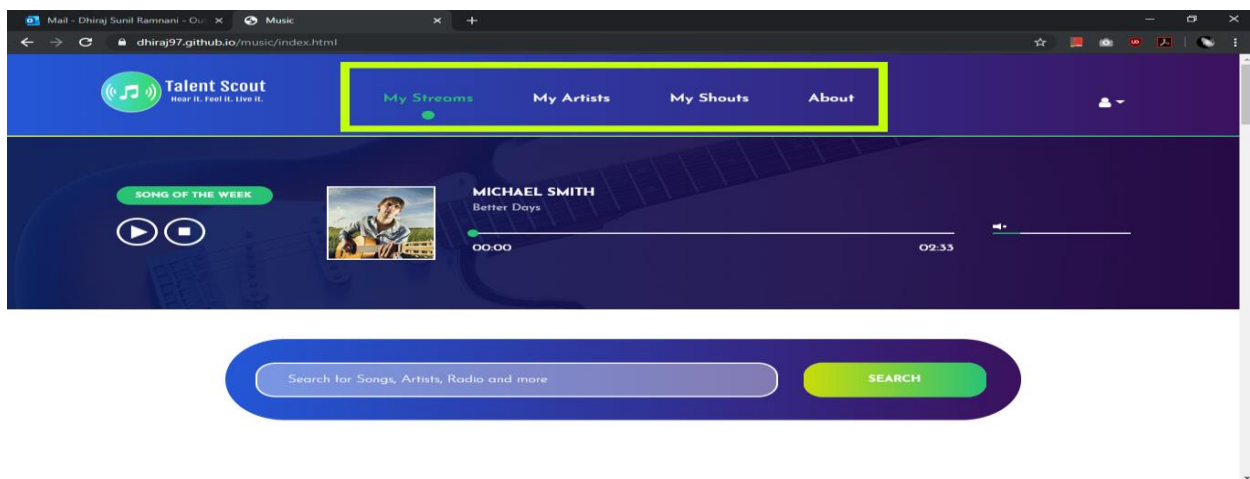 Mail - Dhiraj Sunil Ramnani - Ou
Music
dhiraj97.github.io/music/index.html
Talent Scout
Hear it. Feel it. Live it.
My Streams
My Artists
My Shouts
About
SONG OF THE WEEK
MICHAEL SMITH
Better Days
00:00
02:33
Search for Songs, Artists, Radio and more
SEARCH